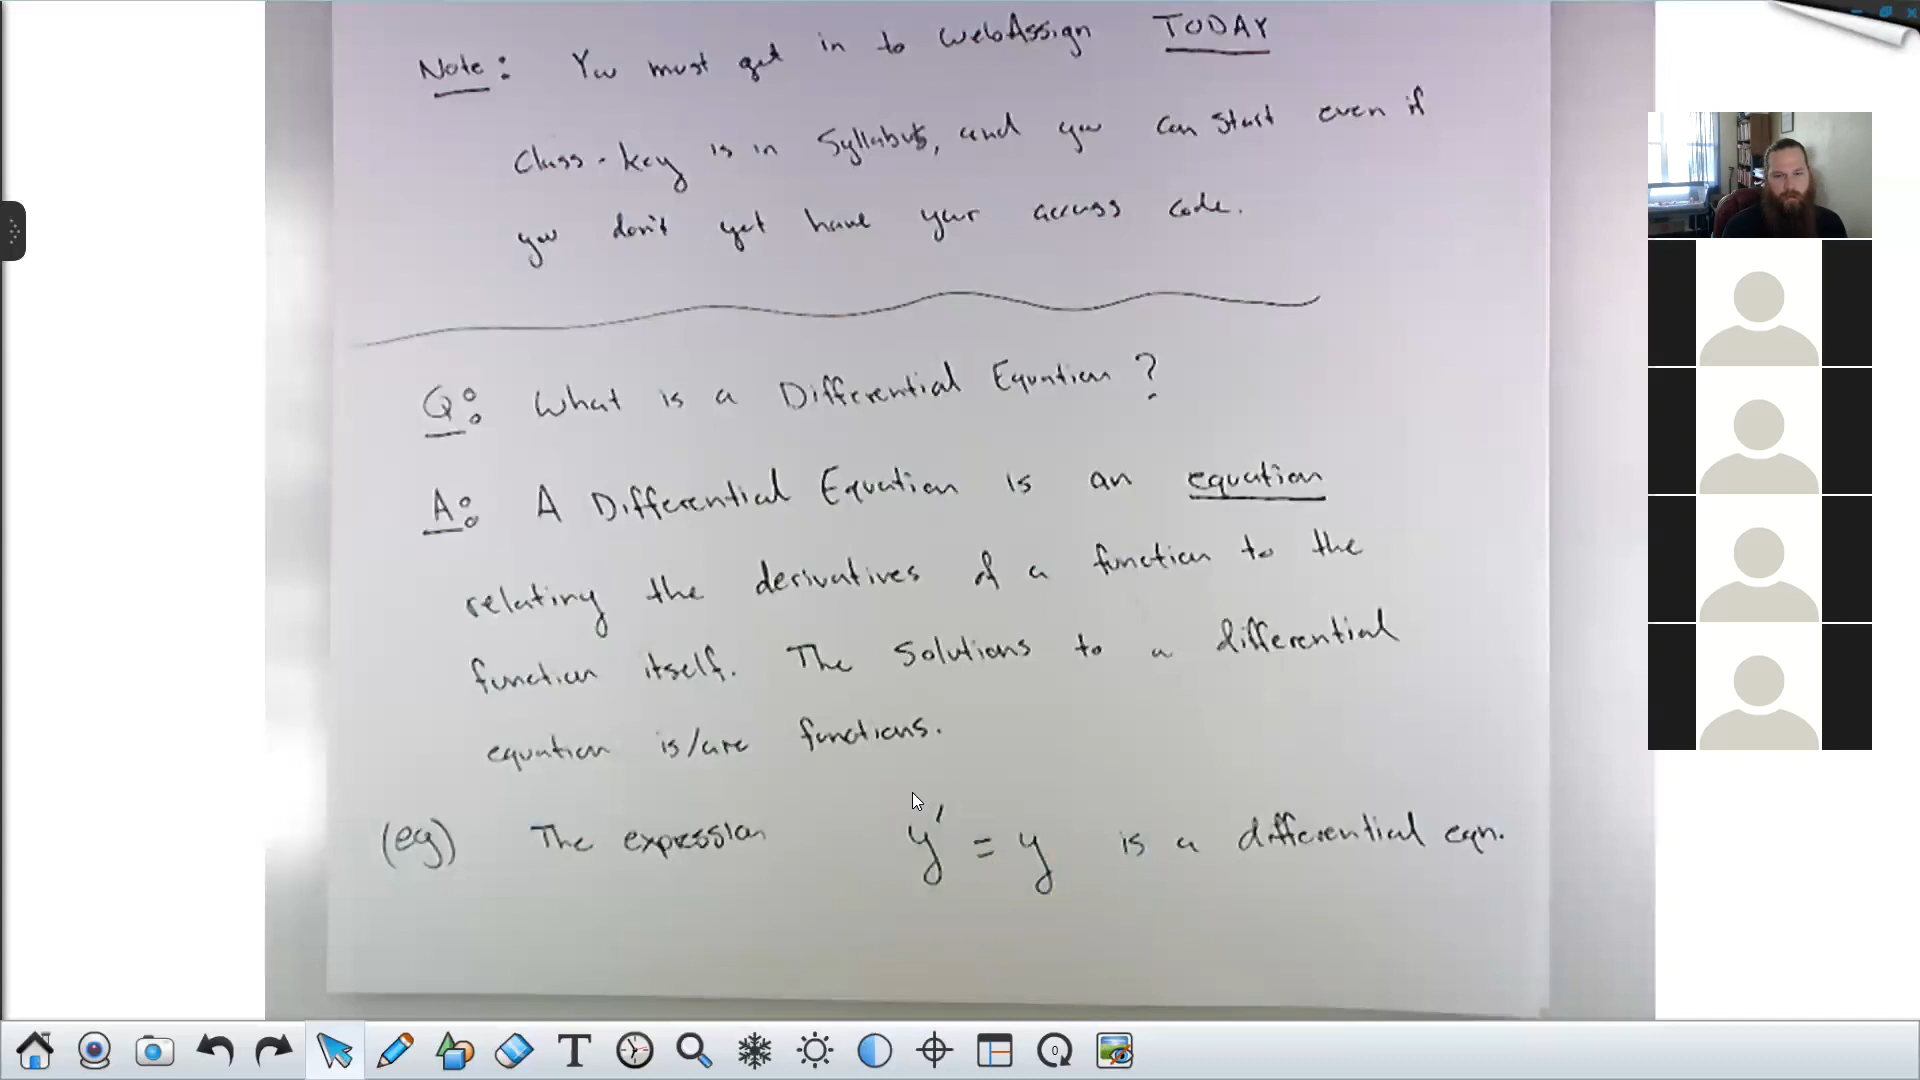 Note: You must get in to WebAssign TODAY
Class-key is in Syllabus, and you can start even if
you don't yet have your access code.
Q: What is a Differential Equation?
A: A Differential Equation is an equation
relating the derivatives of a function to the
function itself. The solutions to a differential
equation is/are functions.
(eg) The expression y' = y is a differential eqn.
T
0